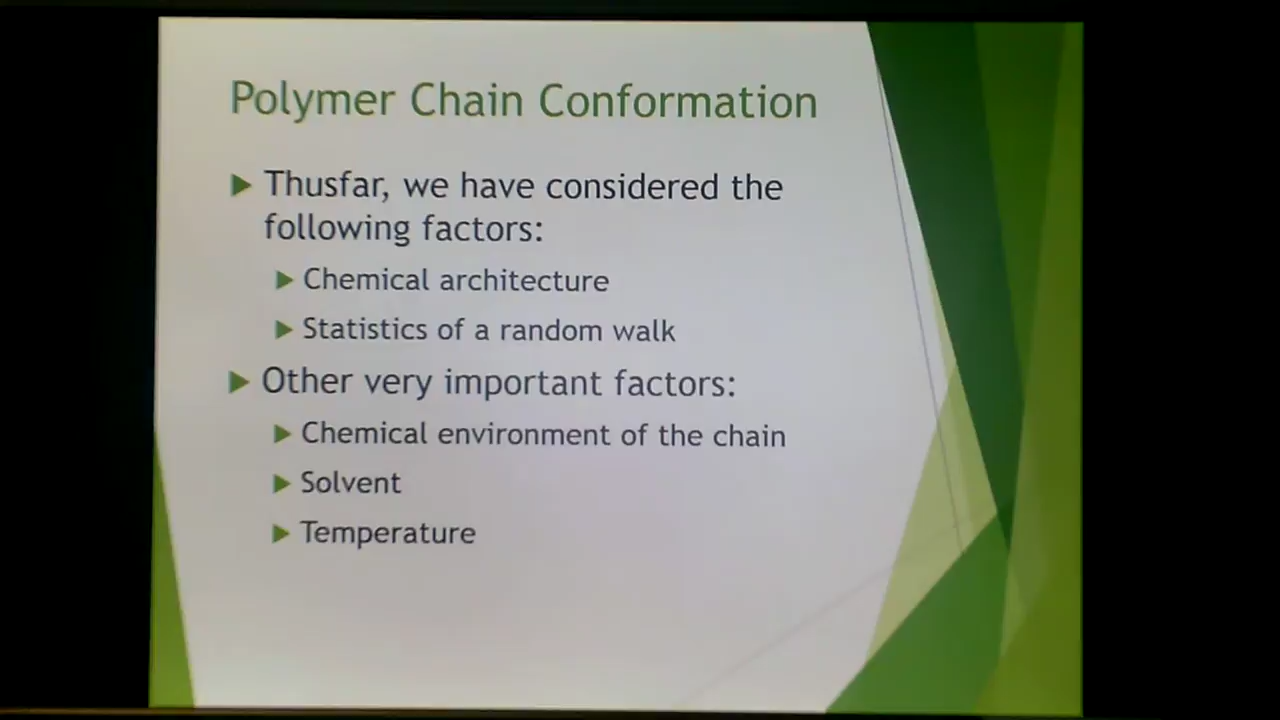 Polymer Chain Conformation
Thusfar, we have considered the
following factors:
Chemical architecture
Statistics of a random walk
Other very important factors:
Chemical environment of the chain
Solvent
Temperature